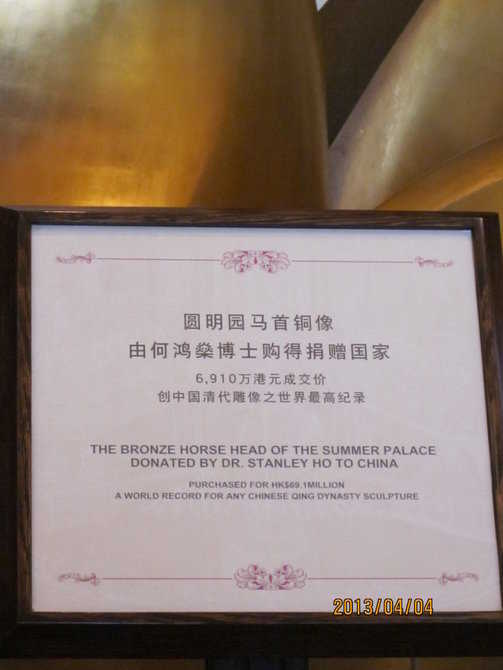 圆明园马首铜像
由何鸿燊博士购得捐赠国家
6,910万港元成交价
创中国清代雕像之世界最高纪录
THE BRONZE HORSE HEAD OF THE SUMMER PALACE
DONATED BY DR. STANLEY HO TO CHINA
PURCHASED FOR HK$69.1MILLION
A WORLD RECORD FOR ANY CHINESE QING DYNASTY SCULPTURE
2013/04/04